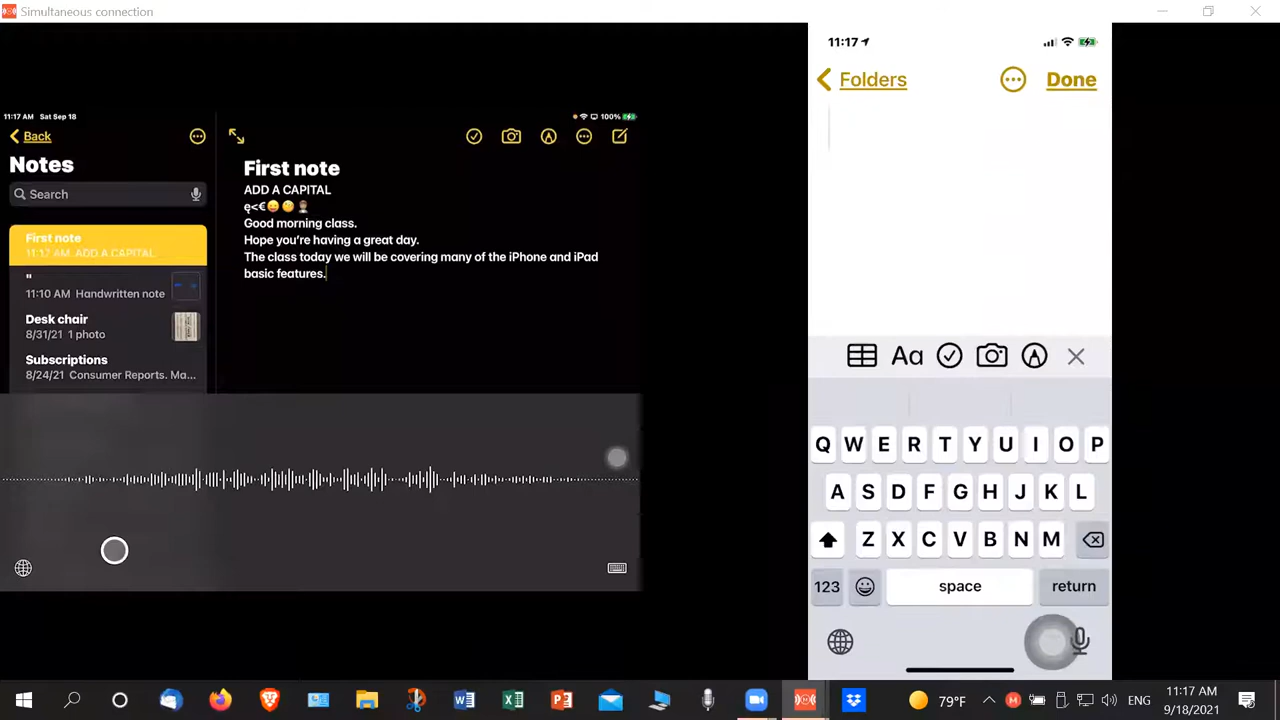 Simultaneous connection
11:17 AM Sat Sep 18
100%
Back
Notes
Search
First note
11:17 AM ADD A CAPITAL
"
11:10 AM Handwritten note
Desk chair
8/31/21 1 photo
Subscriptions
8/24/21 Consumer Reports. Ma...
First note
ADD A CAPITAL
ę<€😛🤔
Good morning class.
Hope you're having a great day.
The class today we will be covering many of the iPhone and iPad
basic features.
11:17
Folders
Done
Aa
Q W E R T Y U I O P
A S D F G H J K L
Z X C V B N M
123 space return
79°F
ENG
11:17 AM
9/18/2021